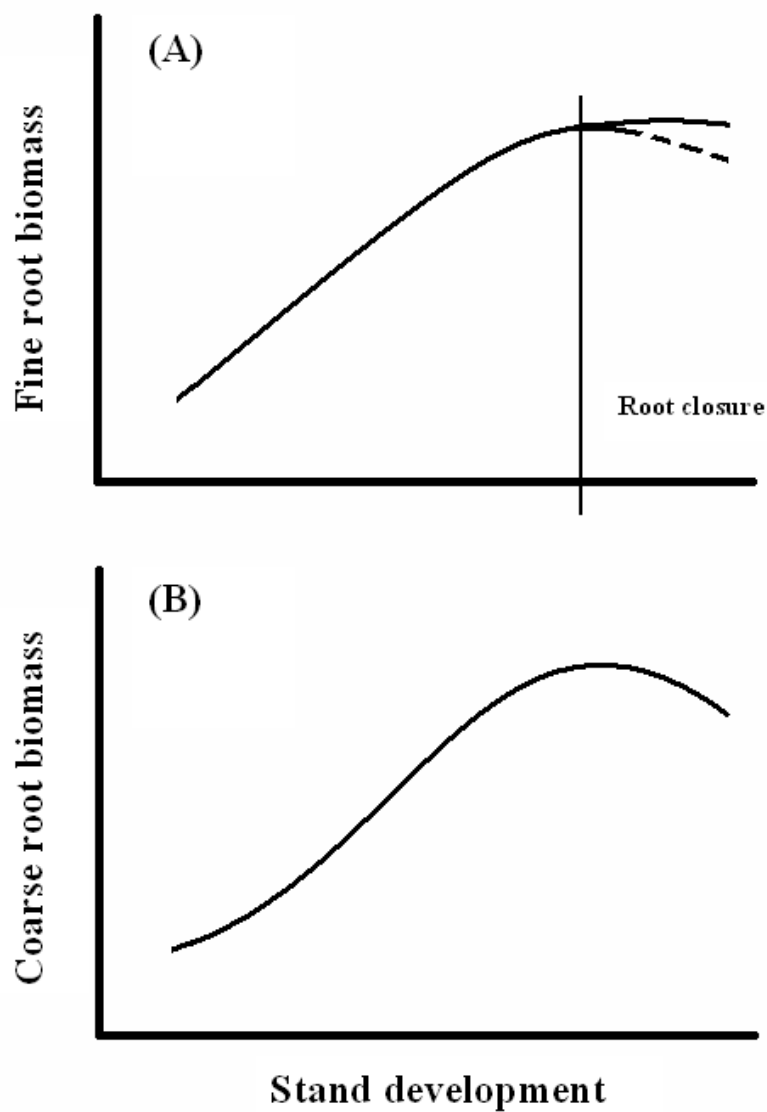 (A)
Fine root biomass
Root closure
(B)
Coarse root biomass
Stand development